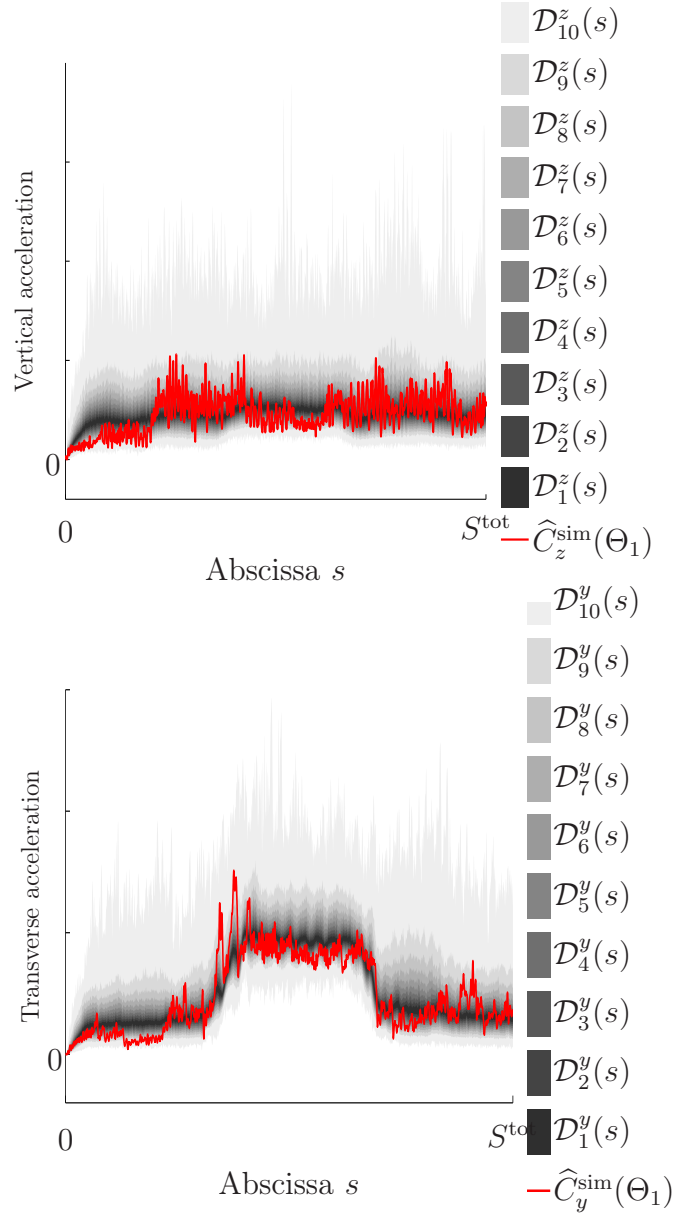 Vertical acceleration
0
0
S^tot
Abscissa s
𝒟^z_10(s)
𝒟^z_9(s)
𝒟^z_8(s)
𝒟^z_7(s)
𝒟^z_6(s)
𝒟^z_5(s)
𝒟^z_4(s)
𝒟^z_3(s)
𝒟^z_2(s)
𝒟^z_1(s)
Ĉ^sim_z(Θ_1)
Transverse acceleration
0
0
S^tot
Abscissa s
𝒟^y_10(s)
𝒟^y_9(s)
𝒟^y_8(s)
𝒟^y_7(s)
𝒟^y_6(s)
𝒟^y_5(s)
𝒟^y_4(s)
𝒟^y_3(s)
𝒟^y_2(s)
𝒟^y_1(s)
Ĉ^sim_y(Θ_1)